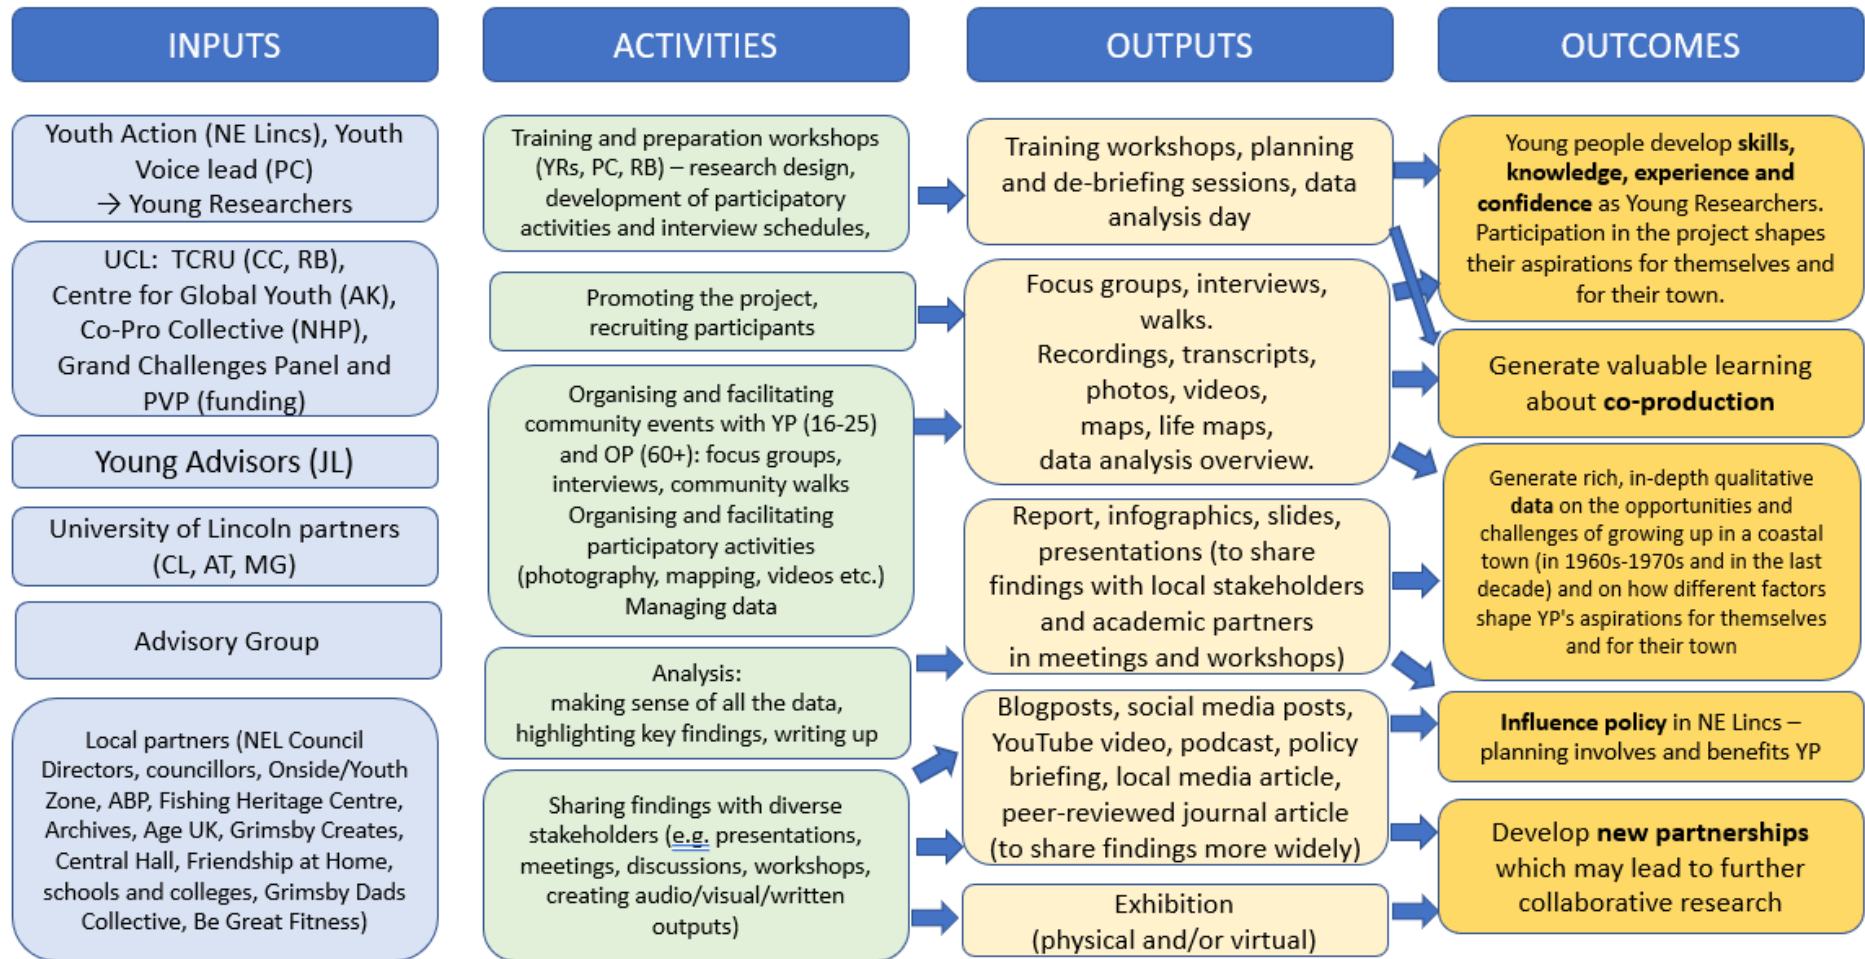 INPUTS
Youth Action (NE Lincs), Youth
Voice lead (PC)
→ Young Researchers
UCL: TCRU (CC, RB),
Centre for Global Youth (AK),
Co-Pro Collective (NHP),
Grand Challenges Panel and
PVP (funding)
Young Advisors (JL)
University of Lincoln partners
(CL, AT, MG)
Advisory Group
Local partners (NEL Council
Directors, councillors, Onside/Youth
Zone, ABP, Fishing Heritage Centre,
Archives, Age UK, Grimsby Creates,
Central Hall, Friendship at Home,
schools and colleges, Grimsby Dads
Collective, Be Great Fitness)
ACTIVITIES
Training and preparation workshops
(YRs, PC, RB) – research design,
development of participatory
activities and interview schedules,
Promoting the project,
recruiting participants
Organising and facilitating
community events with YP (16-25)
and OP (60+): focus groups,
interviews, community walks
Organising and facilitating
participatory activities
(photography, mapping, videos etc.)
Managing data
Analysis:
making sense of all the data,
highlighting key findings, writing up
Sharing findings with diverse
stakeholders (e.g. presentations,
meetings, discussions, workshops,
creating audio/visual/written
outputs)
OUTPUTS
Training workshops, planning
and de-briefing sessions, data
analysis day
Focus groups, interviews,
walks.
Recordings, transcripts,
photos, videos,
maps, life maps,
data analysis overview.
Report, infographics, slides,
presentations (to share
findings with local stakeholders
and academic partners
in meetings and workshops)
Blogposts, social media posts,
YouTube video, podcast, policy
briefing, local media article,
peer-reviewed journal article
(to share findings more widely)
Exhibition
(physical and/or virtual)
OUTCOMES
Young people develop skills,
knowledge, experience and
confidence as Young Researchers.
Participation in the project shapes
their aspirations for themselves and
for their town.
Generate valuable learning
about co-production
Generate rich, in-depth qualitative
data on the opportunities and
challenges of growing up in a coastal
town (in 1960s-1970s and in the last
decade) and on how different factors
shape YP's aspirations for themselves
and for their town
Influence policy in NE Lincs –
planning involves and benefits YP
Develop new partnerships
which may lead to further
collaborative research